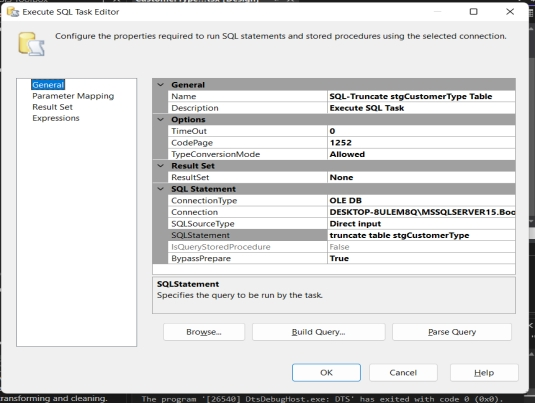 CustomerType...tsx [Design]
Execute SQL Task Editor
Configure the properties required to run SQL statements and stored procedures using the selected connection.
General
Parameter Mapping
Result Set
Expressions
General
Name SQL-Truncate stgCustomerType Table
Description Execute SQL Task
Options
TimeOut 0
CodePage 1252
TypeConversionMode Allowed
Result Set
ResultSet None
SQL Statement
ConnectionType OLE DB
Connection DESKTOP-8ULEM8Q\MSSQLSERVER15.Boo
SQLSourceType Direct input
SQLStatement truncate table stgCustomerType
IsQueryStoredProcedure False
BypassPrepare True
SQLStatement
Specifies the query to be run by the task.
Browse... Build Query... Parse Query
OK Cancel Help
ransforming and cleaning. The program '[26540] DtsDebugHost.exe: DTS' has exited with code 0 (0x0).